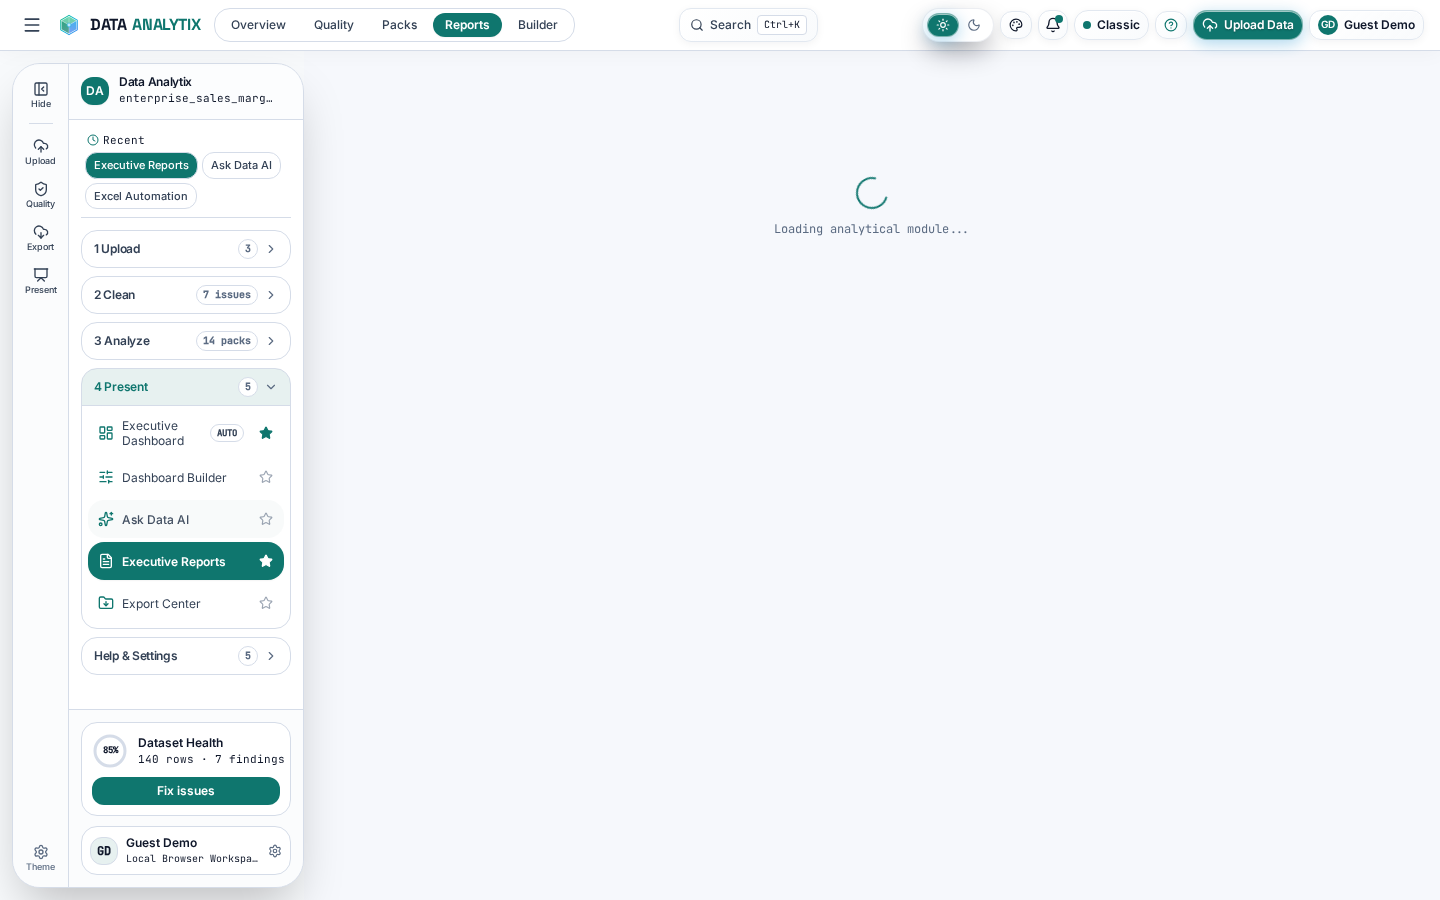 DATA ANALYTIX
Overview
Quality
Packs
Reports
Builder
Search
Ctrl+K
Classic
Upload Data
GD
Guest Demo
Hide
Upload
Quality
Export
Present
Theme
DA
Data Analytix
enterprise_sales_marg…
Recent
Executive Reports
Ask Data AI
Excel Automation
1 Upload
3
2 Clean
7 issues
3 Analyze
14 packs
4 Present
5
Executive
Dashboard
AUTO
Dashboard Builder
Ask Data AI
Executive Reports
Export Center
Help & Settings
5
85%
Dataset Health
140 rows · 7 findings
Fix issues
GD
Guest Demo
Local Browser Workspa…
Loading analytical module...